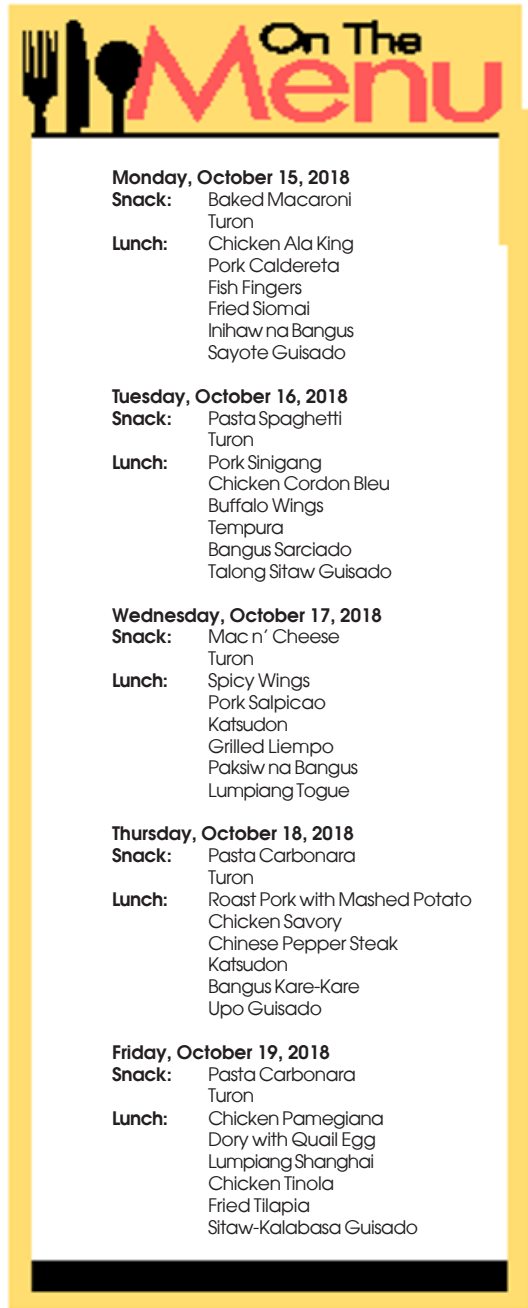 On The
Menu
Monday, October 15, 2018
Snack: Baked Macaroni
Turon
Lunch: Chicken Ala King
Pork Caldereta
Fish Fingers
Fried Siomai
Inihaw na Bangus
Sayote Guisado
Tuesday, October 16, 2018
Snack: Pasta Spaghetti
Turon
Lunch: Pork Sinigang
Chicken Cordon Bleu
Buffalo Wings
Tempura
Bangus Sarciado
Talong Sitaw Guisado
Wednesday, October 17, 2018
Snack: Mac n' Cheese
Turon
Lunch: Spicy Wings
Pork Salpicao
Katsudon
Grilled Liempo
Paksiw na Bangus
Lumpiang Togue
Thursday, October 18, 2018
Snack: Pasta Carbonara
Turon
Lunch: Roast Pork with Mashed Potato
Chicken Savory
Chinese Pepper Steak
Katsudon
Bangus Kare-Kare
Upo Guisado
Friday, October 19, 2018
Snack: Pasta Carbonara
Turon
Lunch: Chicken Pamegiana
Dory with Quail Egg
Lumpiang Shanghai
Chicken Tinola
Fried Tilapia
Sitaw-Kalabasa Guisado